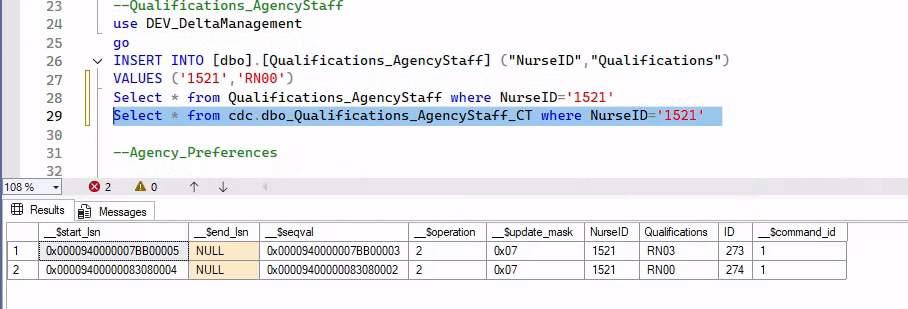 23 --Qualifications_AgencyStaff
24 use DEV_DeltaManagement
25 go
26 INSERT INTO [dbo].[Qualifications_AgencyStaff] ("NurseID","Qualifications")
27 VALUES ('1521','RN00')
28 Select * from Qualifications_AgencyStaff where NurseID='1521'
29 Select * from cdc.dbo_Qualifications_AgencyStaff_CT where NurseID='1521'
30
31 --Agency_Preferences
32
108 % 2 0
Results Messages
__$start_lsn __$end_lsn __$seqval __$operation __$update_mask NurseID Qualifications ID __$command_id
1 0x0000940000007BB00005 NULL 0x0000940000007BB00003 2 0x07 1521 RN03 273 1
2 0x00009400000083080004 NULL 0x00009400000083080002 2 0x07 1521 RN00 274 1